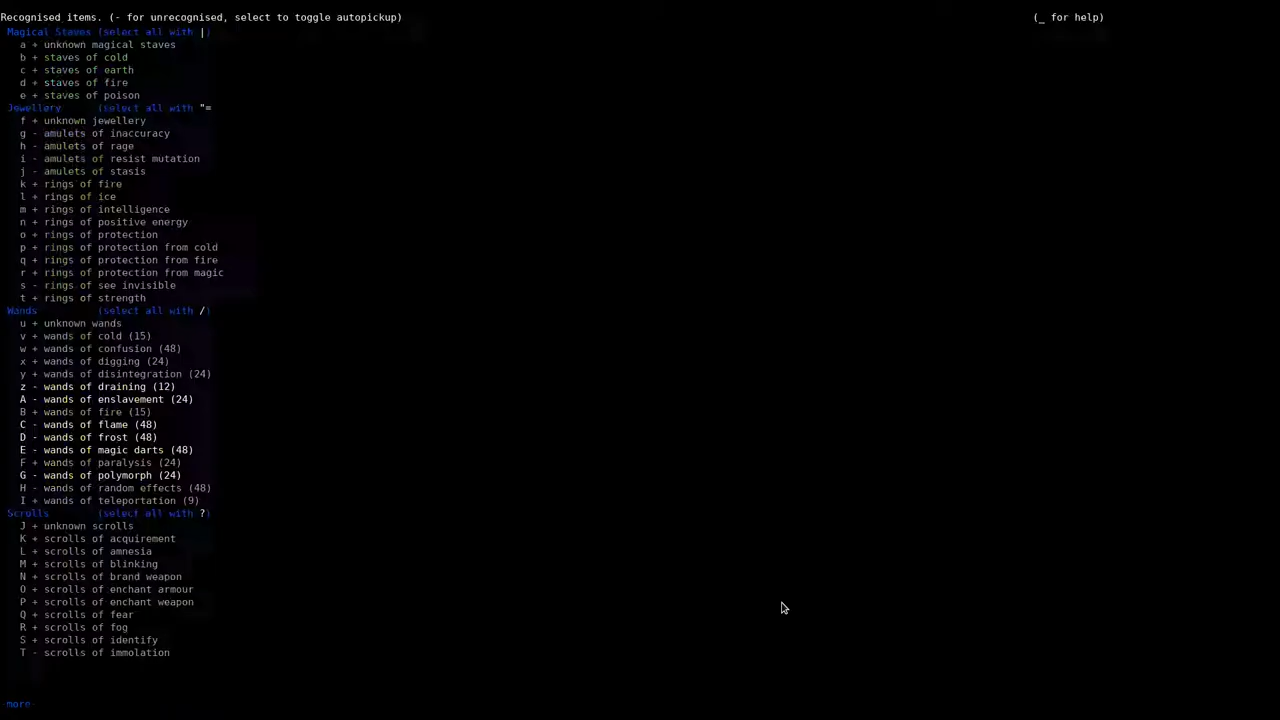 Recognised items. (- for unrecognised, select to toggle autopickup) (_ for help)
Magical Staves (select all with |)
a + unknown magical staves
b + staves of cold
c + staves of earth
d + staves of fire
e + staves of poison
Jewellery (select all with "=
f + unknown jewellery
g - amulets of inaccuracy
h - amulets of rage
i - amulets of resist mutation
j - amulets of stasis
k + rings of fire
l + rings of ice
m + rings of intelligence
n + rings of positive energy
o + rings of protection
p + rings of protection from cold
q + rings of protection from fire
r + rings of protection from magic
s - rings of see invisible
t + rings of strength
Wands (select all with /)
u + unknown wands
v + wands of cold (15)
w + wands of confusion (48)
x + wands of digging (24)
y + wands of disintegration (24)
z - wands of draining (12)
A - wands of enslavement (24)
B + wands of fire (15)
C - wands of flame (48)
D - wands of frost (48)
E - wands of magic darts (48)
F + wands of paralysis (24)
G - wands of polymorph (24)
H - wands of random effects (48)
I + wands of teleportation (9)
Scrolls (select all with ?)
J + unknown scrolls
K + scrolls of acquirement
L + scrolls of amnesia
M + scrolls of blinking
N + scrolls of brand weapon
O + scrolls of enchant armour
P + scrolls of enchant weapon
Q + scrolls of fear
R + scrolls of fog
S + scrolls of identify
T - scrolls of immolation
-more-